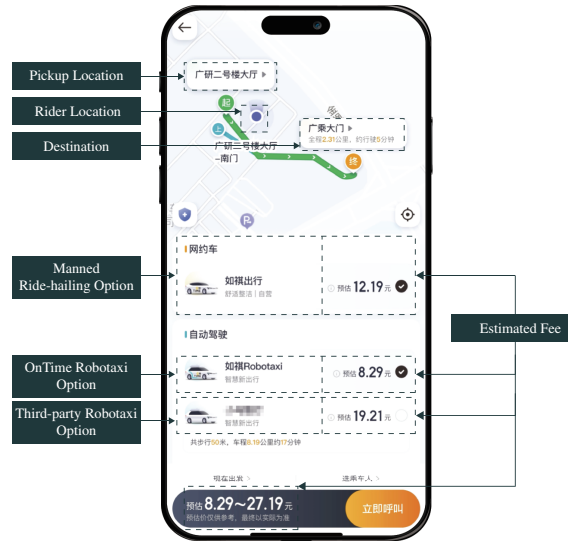 广研二号楼大厅
Pickup Location
Rider Location
Destination
起
上
广乘大门
全程2.31公里，约行驶5分钟
广研二号楼大厅
-南门
终
P
Manned
Ride-hailing Option
网约车
如祺出行
舒适整洁 | 自营
预估 12.19 元
自动驾驶
Estimated Fee
OnTime Robotaxi
Option
如祺Robotaxi
智慧新出行
预估 8.29 元
Third-party Robotaxi
Option
智慧新出行
预估 19.21 元
共步行50米，车程8.19公里约17分钟
现在出发
选乘车人
预估 8.29～27.19 元
预估价仅供参考，最终以实际为准
立即呼叫